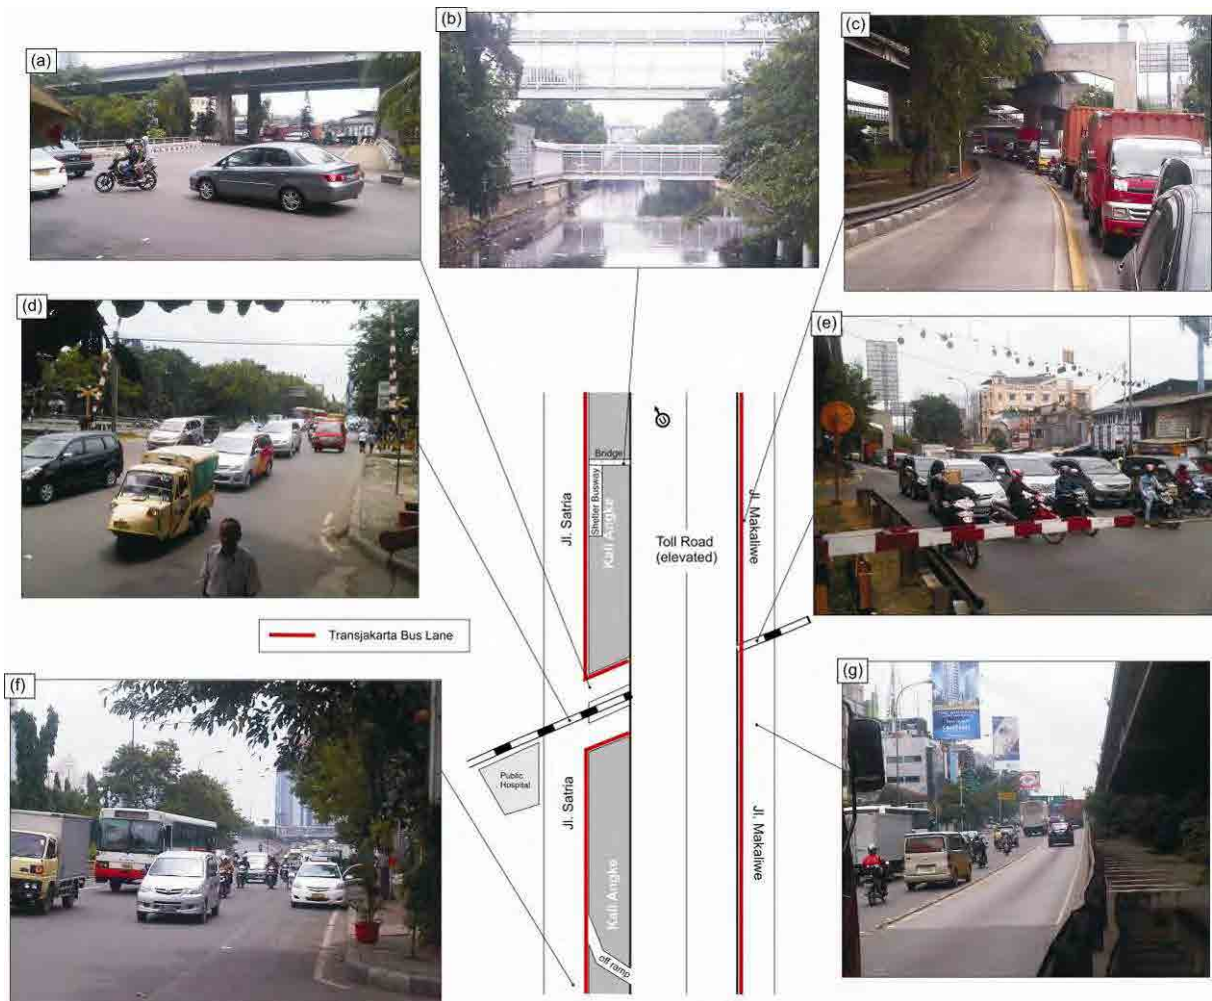 (a)
(b)
(c)
(d)
(e)
Bridge
Shelter Busway
Kali Angke
Jl. Satria
Toll Road
(elevated)
Jl. Makaliwe
Transjakarta Bus Lane
(f)
(g)
Public
Hospital
Jl. Satria
Kali Angke
Jl. Makaliwe
off ramp